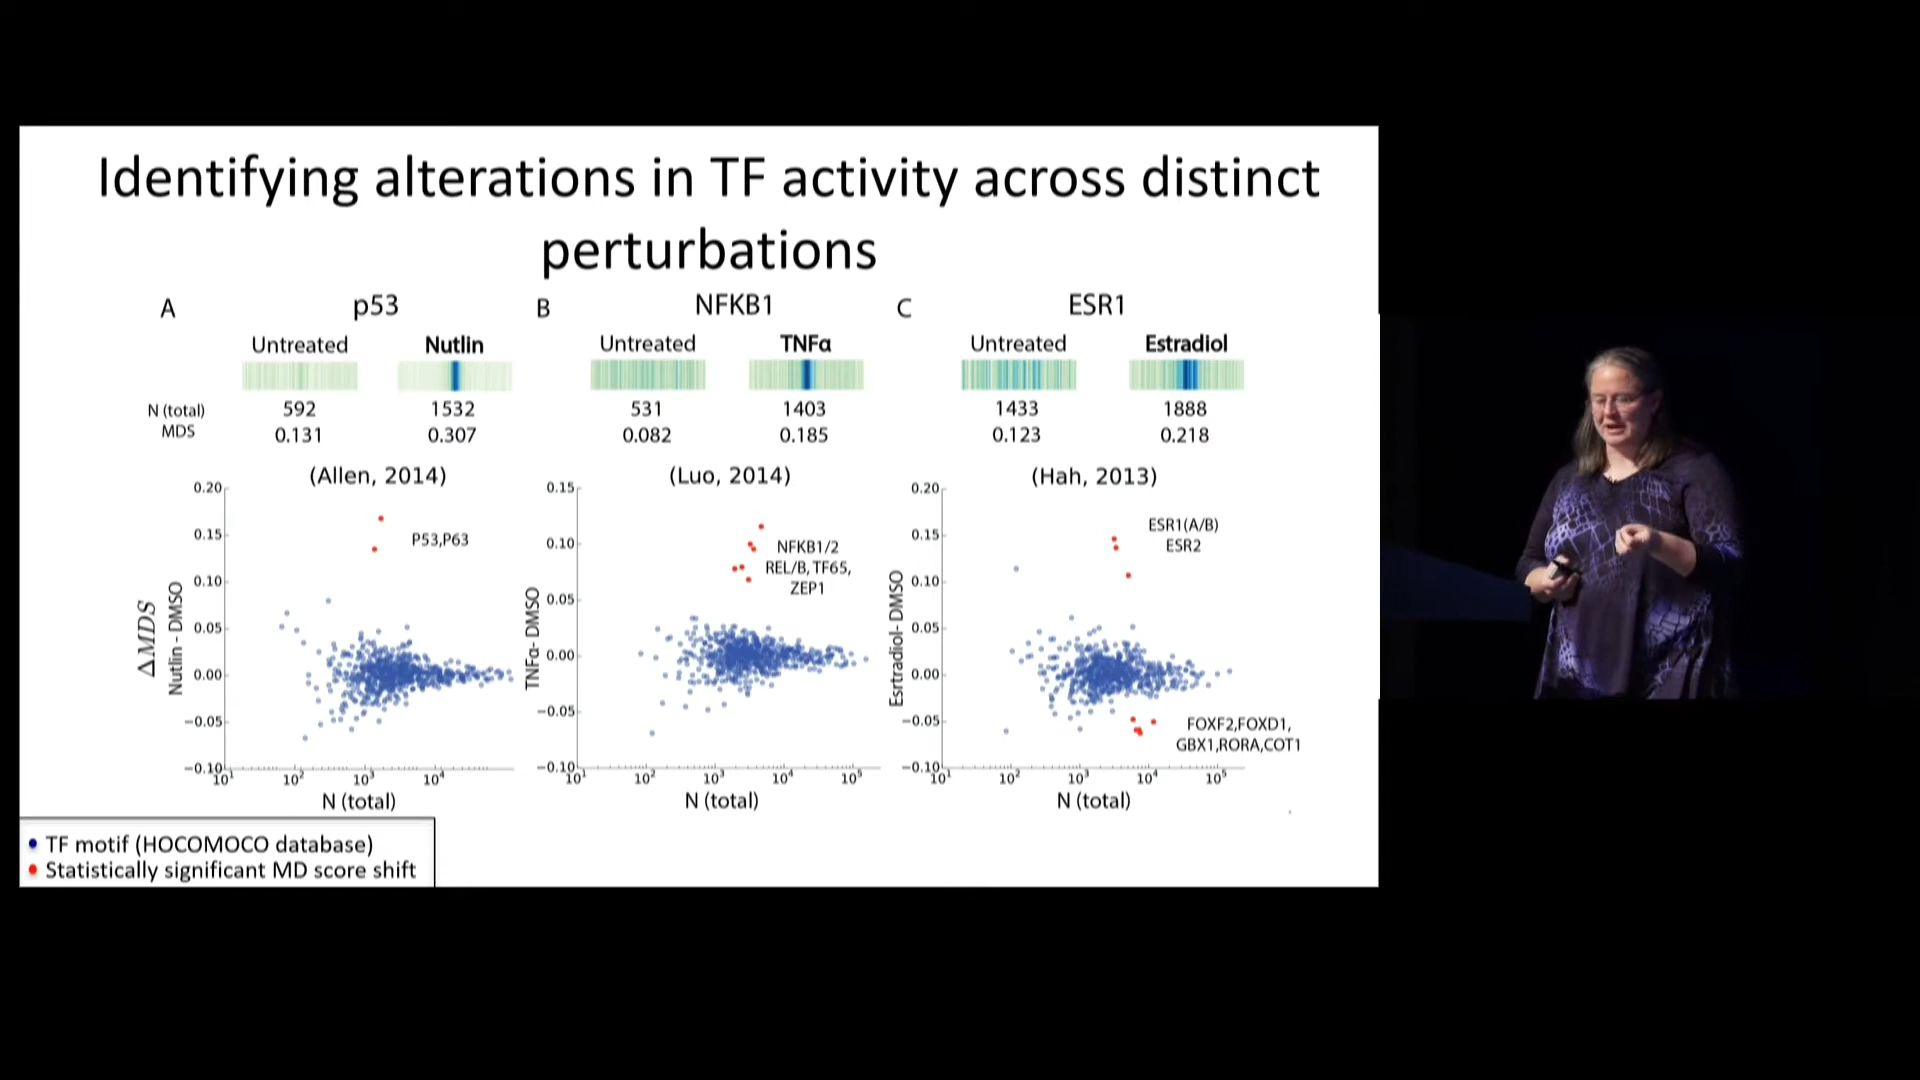 Identifying alterations in TF activity across distinct
perturbations
A
p53
Untreated
Nutlin
N (total)
592
1532
MDS
0.131
0.307
(Allen, 2014)
0.20
0.15
0.10
0.05
0.00
−0.05
−0.10
ΔMDS
Nutlin - DMSO
P53,P63
10¹
10²
10³
10⁴
N (total)
B
NFKB1
Untreated
TNFα
531
1403
0.082
0.185
(Luo, 2014)
0.15
0.10
0.05
0.00
−0.05
−0.10
TNFα- DMSO
NFKB1/2
REL/B, TF65,
ZEP1
10¹
10²
10³
10⁴
10⁵
N (total)
C
ESR1
Untreated
Estradiol
1433
1888
0.123
0.218
(Hah, 2013)
0.20
0.15
0.10
0.05
0.00
−0.05
−0.10
Esrtradiol- DMSO
ESR1(A/B)
ESR2
FOXF2,FOXD1,
GBX1,RORA,COT1
10¹
10²
10³
10⁴
10⁵
N (total)
TF motif (HOCOMOCO database)
Statistically significant MD score shift